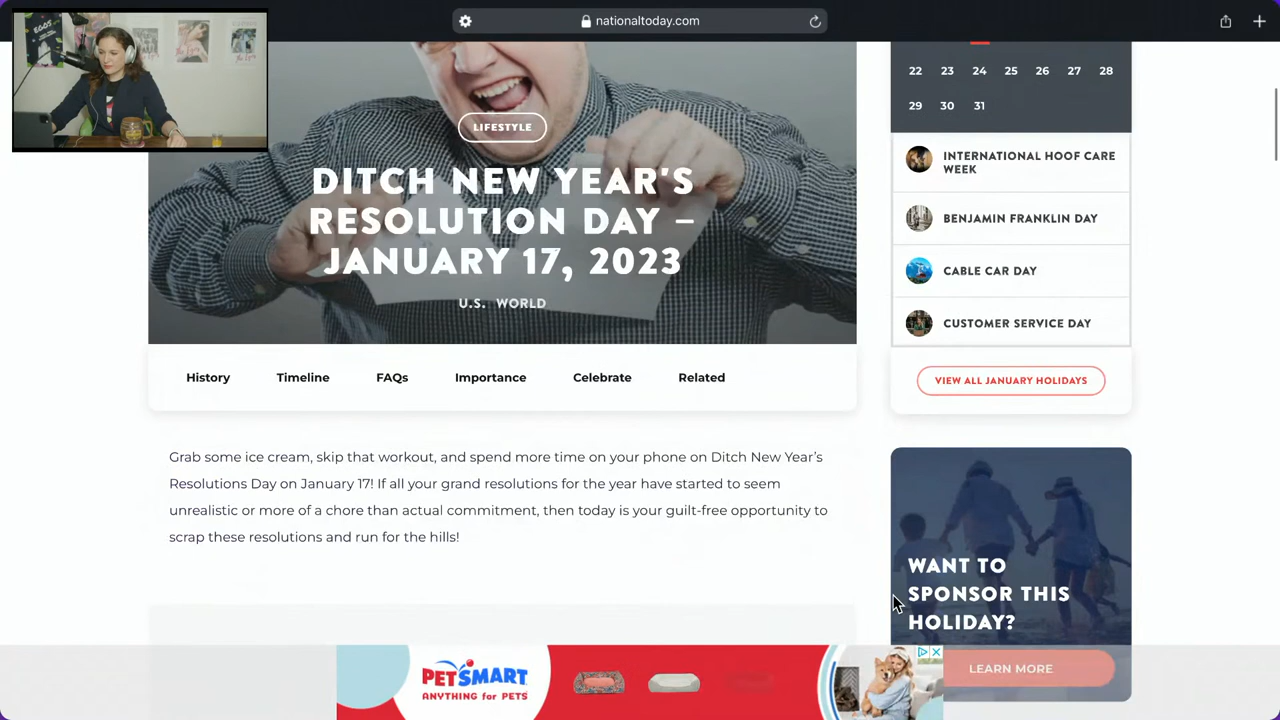 nationaltoday.com
LIFESTYLE
DITCH NEW YEAR'S
RESOLUTION DAY –
JANUARY 17, 2023
U.S. WORLD
History Timeline FAQs Importance Celebrate Related
Grab some ice cream, skip that workout, and spend more time on your phone on Ditch New Year's
Resolutions Day on January 17! If all your grand resolutions for the year have started to seem
unrealistic or more of a chore than actual commitment, then today is your guilt-free opportunity to
scrap these resolutions and run for the hills!
22 23 24 25 26 27 28
29 30 31
INTERNATIONAL HOOF CARE
WEEK
BENJAMIN FRANKLIN DAY
CABLE CAR DAY
CUSTOMER SERVICE DAY
VIEW ALL JANUARY HOLIDAYS
WANT TO
SPONSOR THIS
HOLIDAY?
LEARN MORE
PETSMART
ANYTHING for PETS